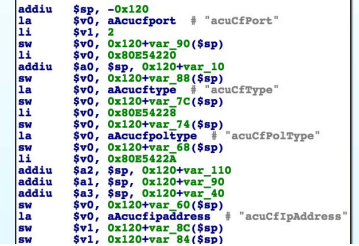 addiu $sp, -0x120
la $v0, aAcucfport # "acuCfPort"
li $v1, 2
sw $v0, 0x120+var_90($sp)
li $v0, 0x80E54220
addiu $a0, $sp, 0x120+var_10
sw $v0, 0x120+var_88($sp)
la $v0, aAcucftype # "acuCfType"
sw $v0, 0x120+var_7C($sp)
li $v0, 0x80E54228
sw $v0, 0x120+var_74($sp)
la $v0, aAcucfpoltype # "acuCfPolType"
sw $v0, 0x120+var_68($sp)
li $v0, 0x80E5422A
addiu $a2, $sp, 0x120+var_110
addiu $a1, $sp, 0x120+var_90
addiu $a3, $sp, 0x120+var_40
sw $v0, 0x120+var_60($sp)
la $v0, aAcucfipaddress # "acuCfIpAddress"
sw $v1, 0x120+var_8C($sp)
sw $v1, 0x120+var_84($sp)